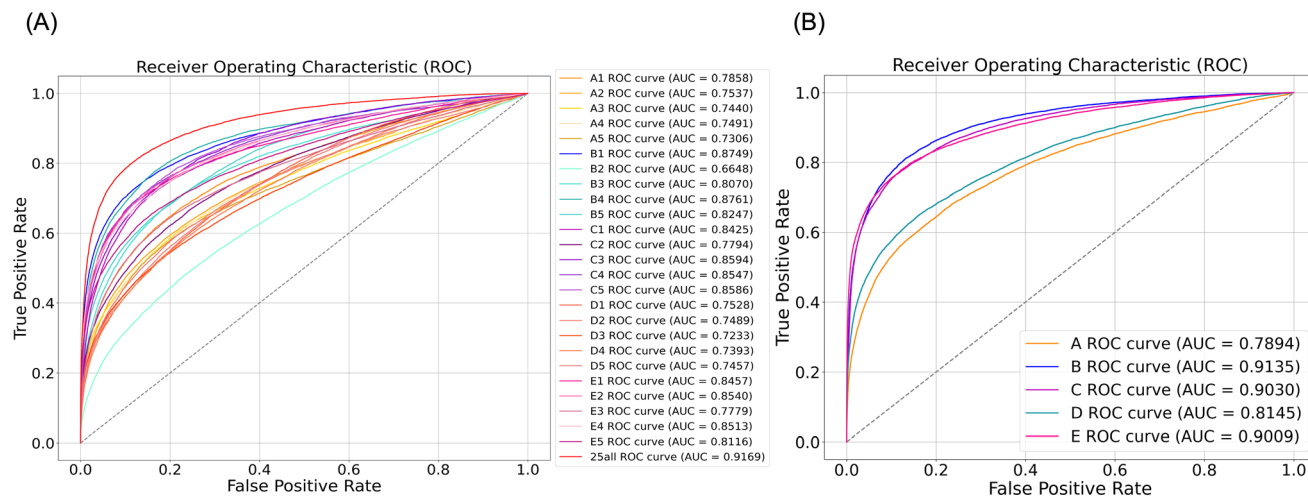 (A)
Receiver Operating Characteristic (ROC)
True Positive Rate
1.0
0.8
0.6
0.4
0.2
0.0
0.0 0.2 0.4 0.6 0.8 1.0
False Positive Rate
A1 ROC curve (AUC = 0.7858)
A2 ROC curve (AUC = 0.7537)
A3 ROC curve (AUC = 0.7440)
A4 ROC curve (AUC = 0.7491)
A5 ROC curve (AUC = 0.7306)
B1 ROC curve (AUC = 0.8749)
B2 ROC curve (AUC = 0.6648)
B3 ROC curve (AUC = 0.8070)
B4 ROC curve (AUC = 0.8761)
B5 ROC curve (AUC = 0.8247)
C1 ROC curve (AUC = 0.8425)
C2 ROC curve (AUC = 0.7794)
C3 ROC curve (AUC = 0.8594)
C4 ROC curve (AUC = 0.8547)
C5 ROC curve (AUC = 0.8586)
D1 ROC curve (AUC = 0.7528)
D2 ROC curve (AUC = 0.7489)
D3 ROC curve (AUC = 0.7233)
D4 ROC curve (AUC = 0.7393)
D5 ROC curve (AUC = 0.7457)
E1 ROC curve (AUC = 0.8457)
E2 ROC curve (AUC = 0.8540)
E3 ROC curve (AUC = 0.7779)
E4 ROC curve (AUC = 0.8513)
E5 ROC curve (AUC = 0.8116)
25all ROC curve (AUC = 0.9169)
(B)
Receiver Operating Characteristic (ROC)
True Positive Rate
1.0
0.8
0.6
0.4
0.2
0.0
0.0 0.2 0.4 0.6 0.8 1.0
False Positive Rate
A ROC curve (AUC = 0.7894)
B ROC curve (AUC = 0.9135)
C ROC curve (AUC = 0.9030)
D ROC curve (AUC = 0.8145)
E ROC curve (AUC = 0.9009)